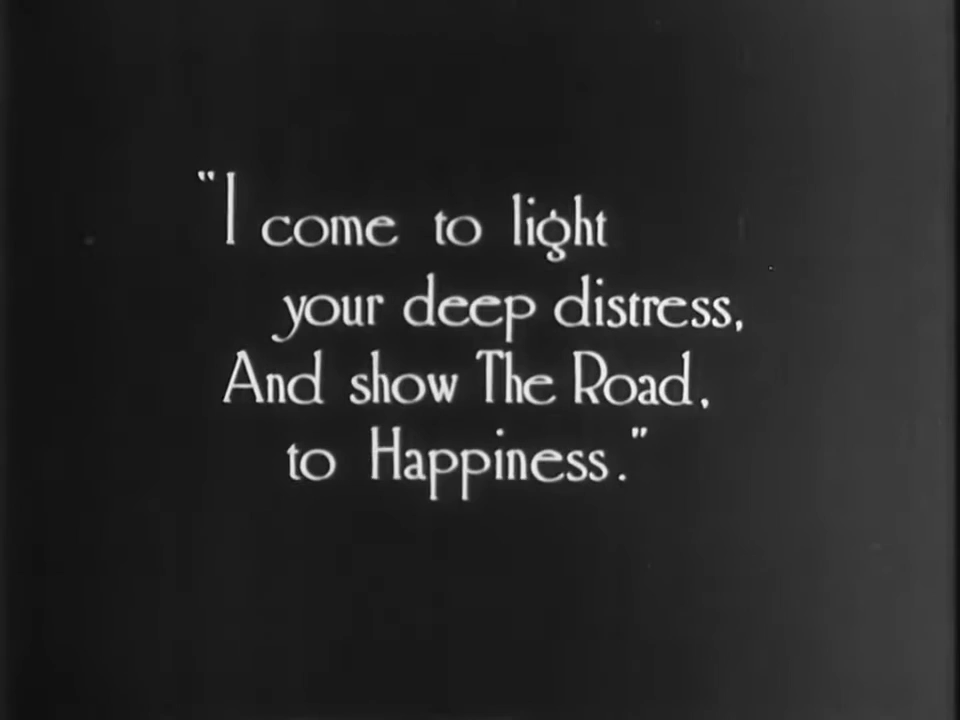 "I come to light
your deep distress,
And show The Road,
to Happiness."